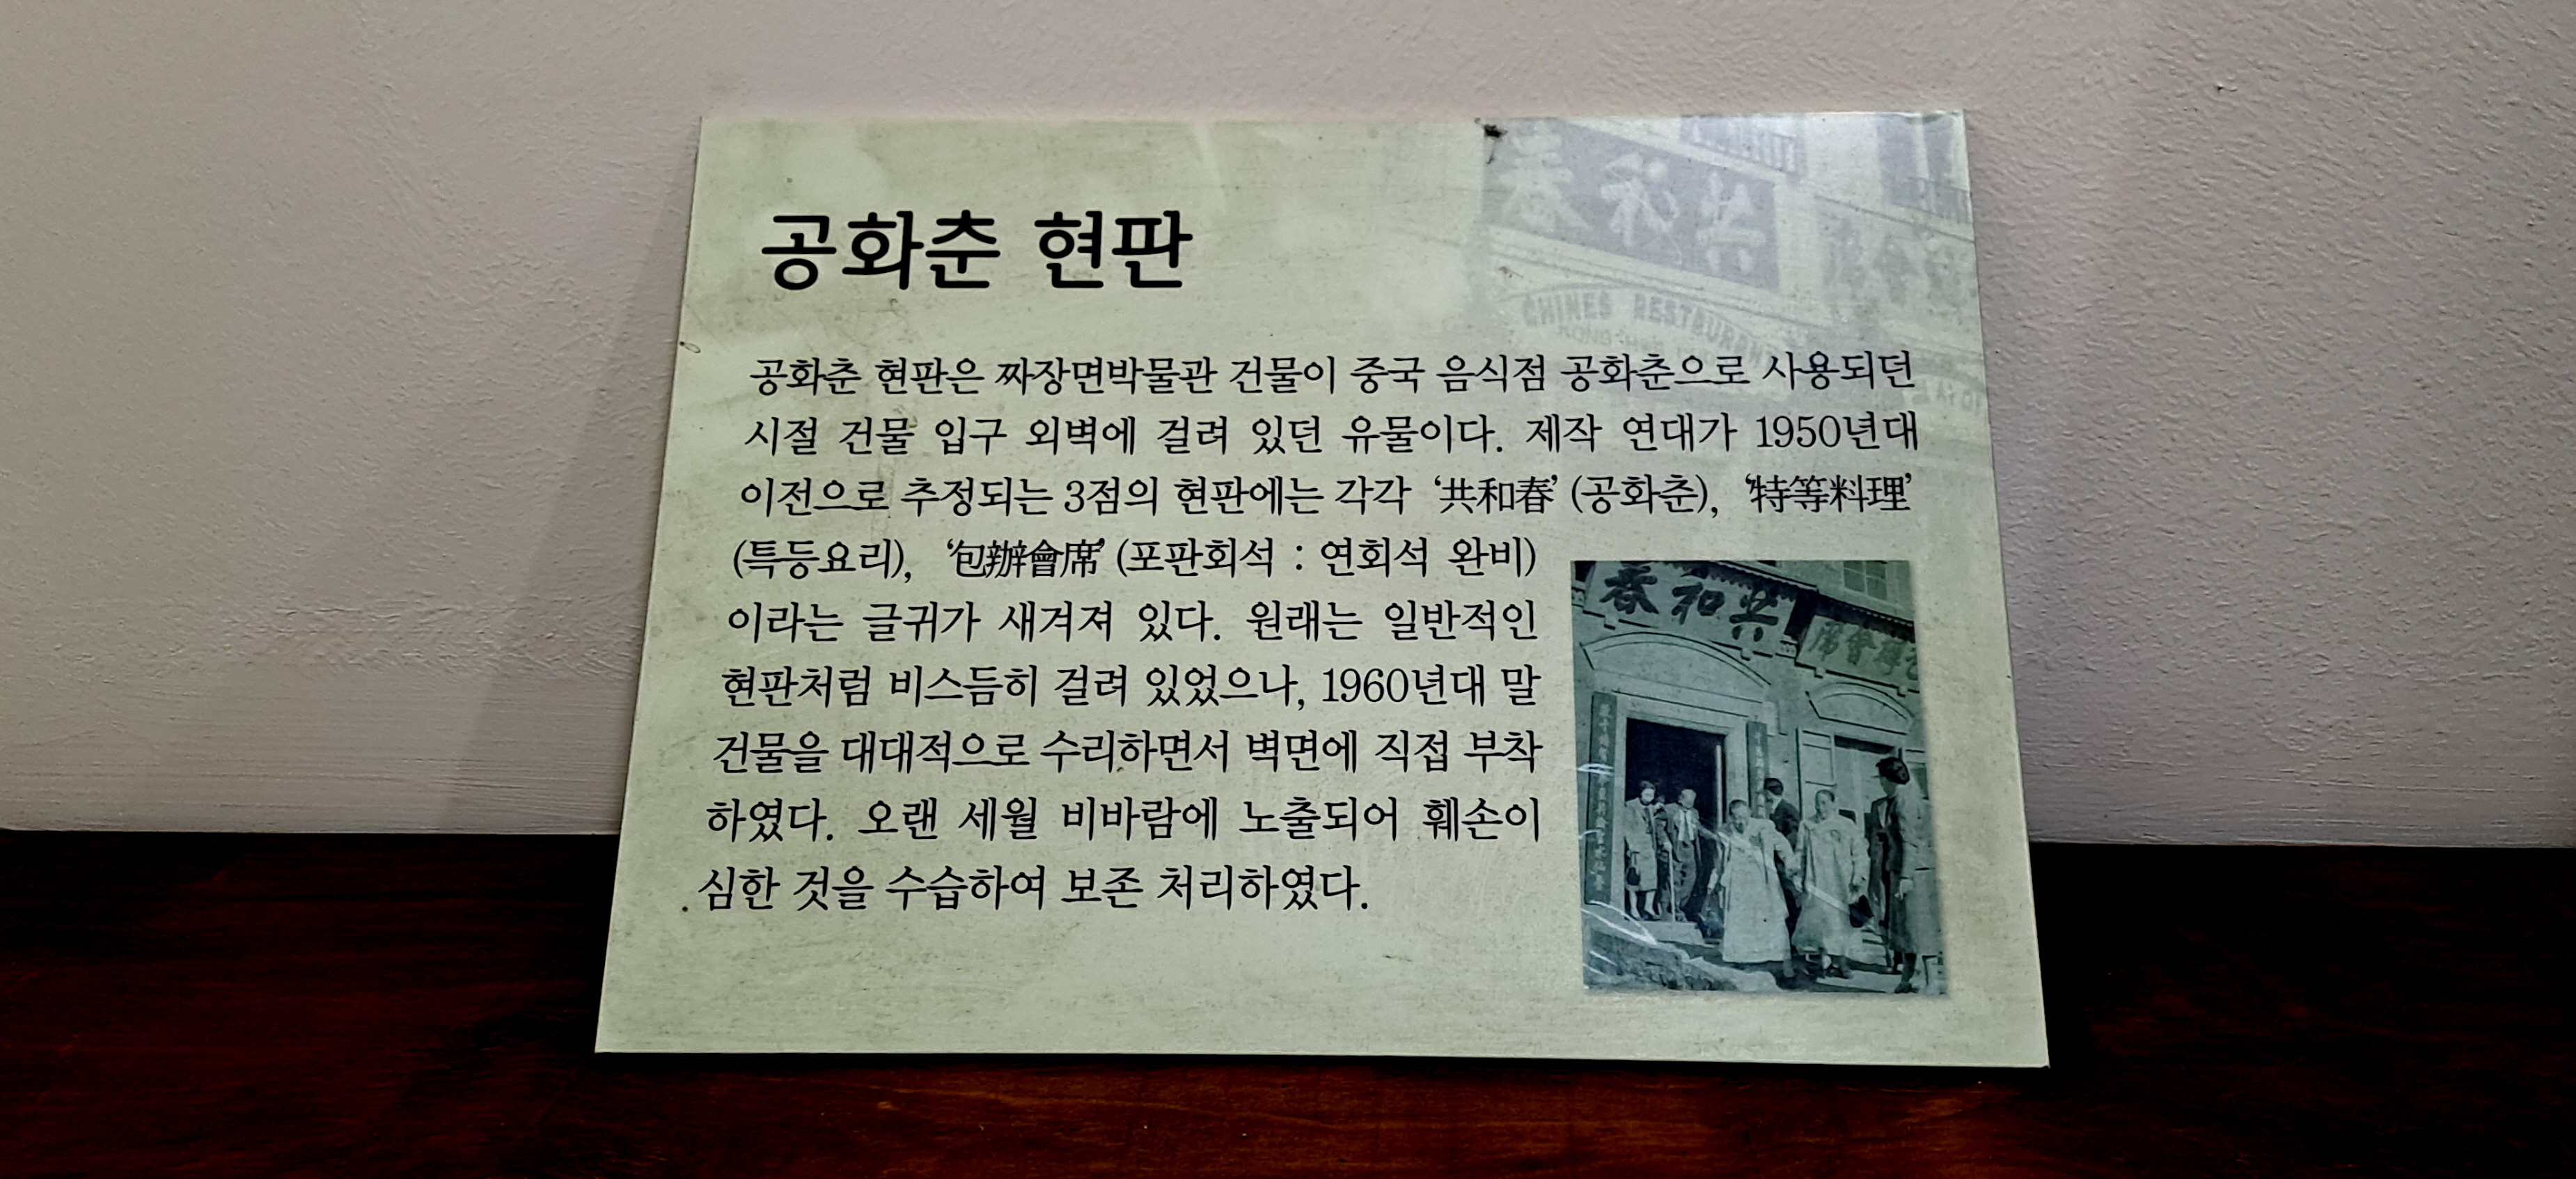 공화춘 현판
春和共
CHINES RESTAURANT
공화춘 현판은 짜장면박물관 건물이 중국 음식점 공화춘으로 사용되던
시절 건물 입구 외벽에 걸려 있던 유물이다. 제작 연대가 1950년대
이전으로 추정되는 3점의 현판에는 각각 ‘共和春’ (공화춘), ‘特等料理’
(특등요리), ‘包辦會席’ (포판회석 : 연회석 완비)
이라는 글귀가 새겨져 있다. 원래는 일반적인
현판처럼 비스듬히 걸려 있었으나, 1960년대 말
건물을 대대적으로 수리하면서 벽면에 직접 부착
하였다. 오랜 세월 비바람에 노출되어 훼손이
심한 것을 수습하여 보존 처리하였다.
春和共